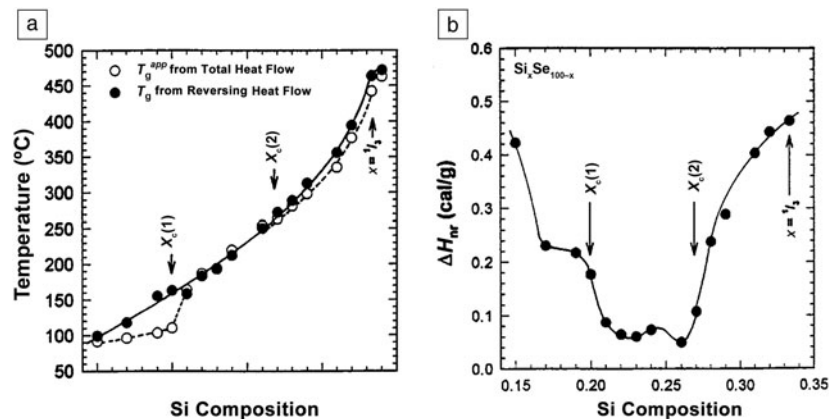 a
Temperature (ºC)
500
450
400
350
300
250
200
150
100
50
T_g^app from Total Heat Flow
T_g from Reversing Heat Flow
X_c(1)
X_c(2)
x = 1/3
Si Composition
b
ΔH_nr (cal/g)
0.6
0.5
0.4
0.3
0.2
0.1
0.0
Si_xSe_100–x
X_c(1)
X_c(2)
x = 1/3
0.15 0.20 0.25 0.30 0.35
Si Composition